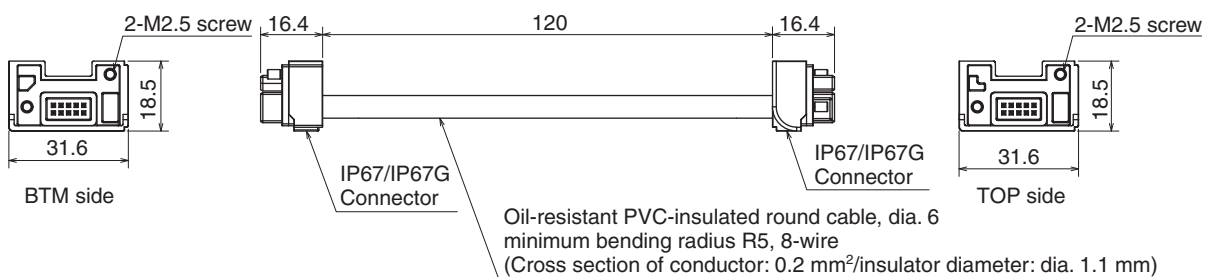 2-M2.5 screw
16.4
120
16.4
2-M2.5 screw
18.5
31.6
BTM side
IP67/IP67G
Connector
IP67/IP67G
Connector
18.5
31.6
TOP side
Oil-resistant PVC-insulated round cable, dia. 6
minimum bending radius R5, 8-wire
(Cross section of conductor: 0.2 mm²/insulator diameter: dia. 1.1 mm)